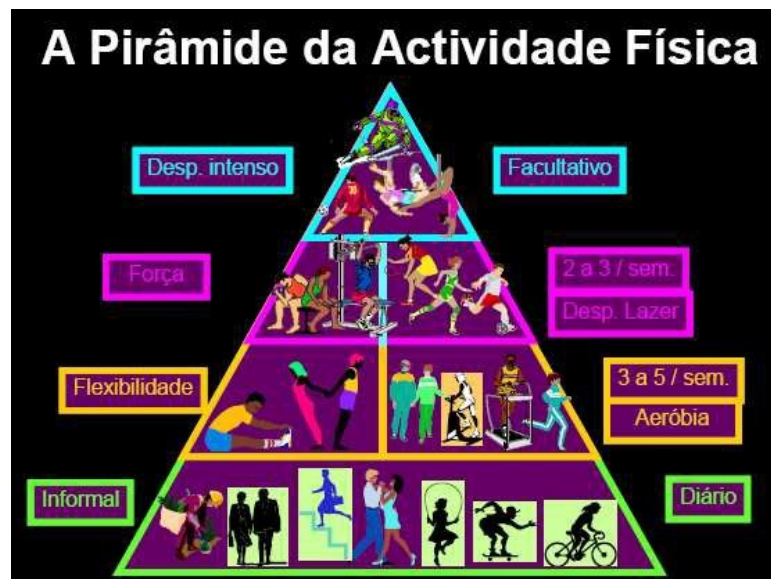 A Pirâmide da Actividade Física
Desp. intenso
Facultativo
Força
2 a 3 / sem.
Desp. Lazer
Flexibilidade
3 a 5 / sem.
Aeróbia
Informal
Diário